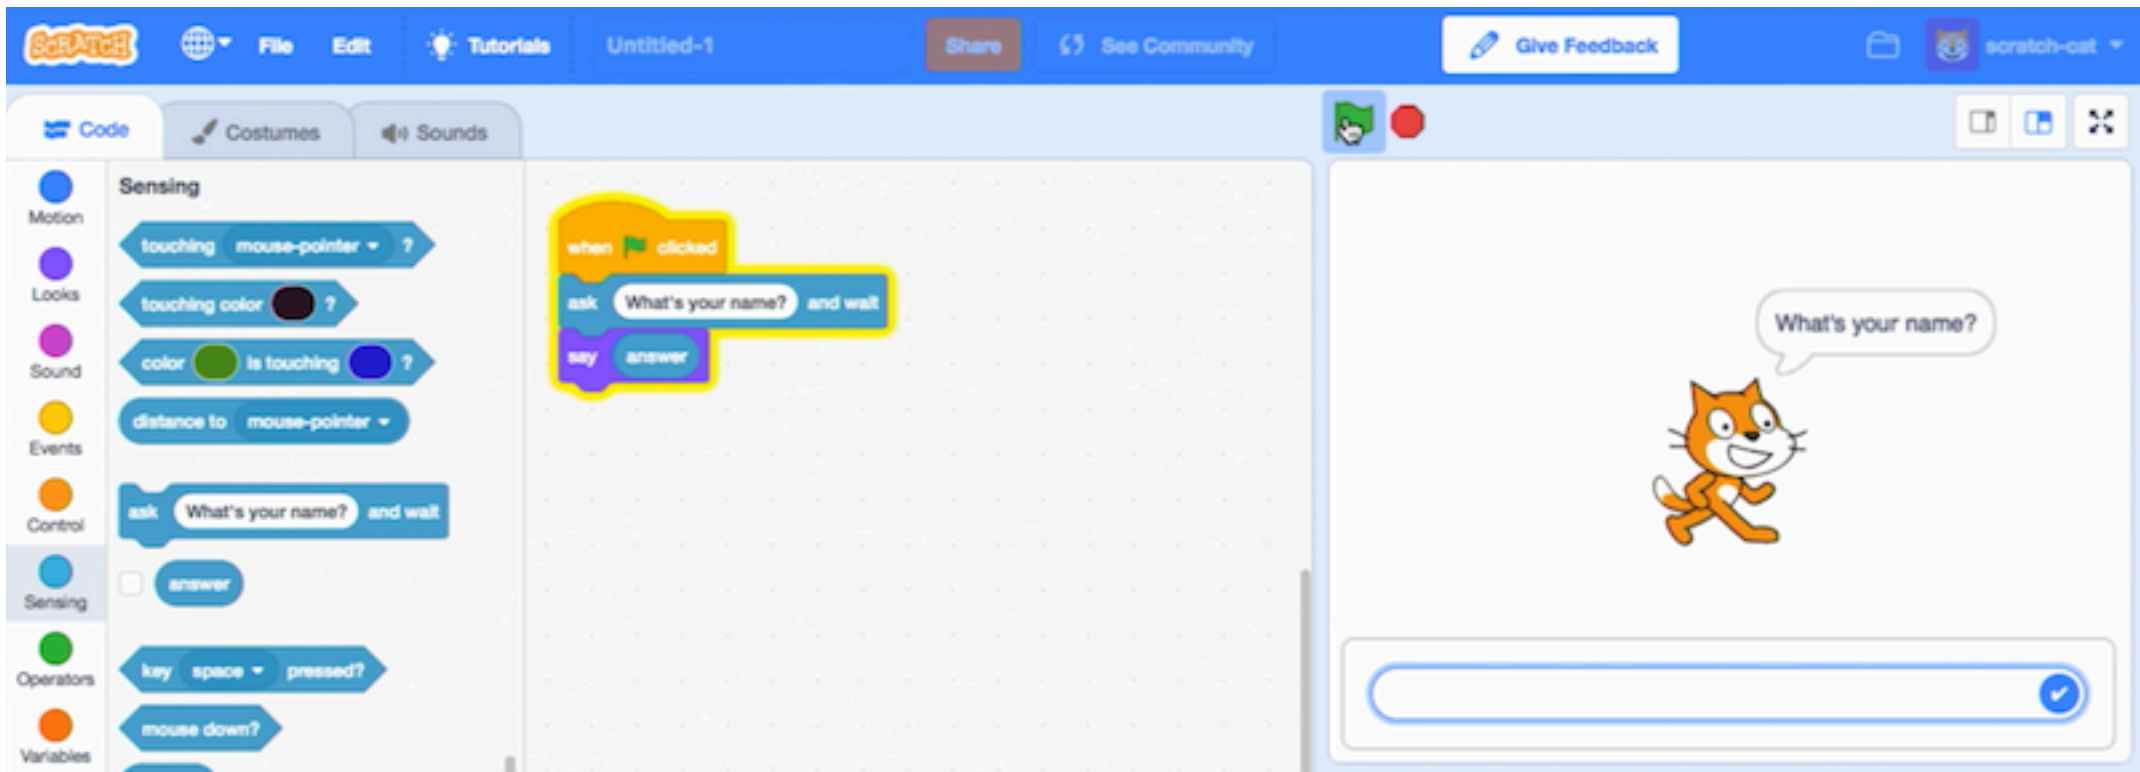 SCRATCH File Edit Tutorials Untitled-1 Share See Community Give Feedback scratch-cat
Code Costumes Sounds
Motion
Looks
Sound
Events
Control
Sensing
Operators
Variables
Sensing
touching mouse-pointer ?
touching color ?
color is touching ?
distance to mouse-pointer
ask What's your name? and wait
answer
key space pressed?
mouse down?
when clicked
ask What's your name? and wait
say answer
What's your name?